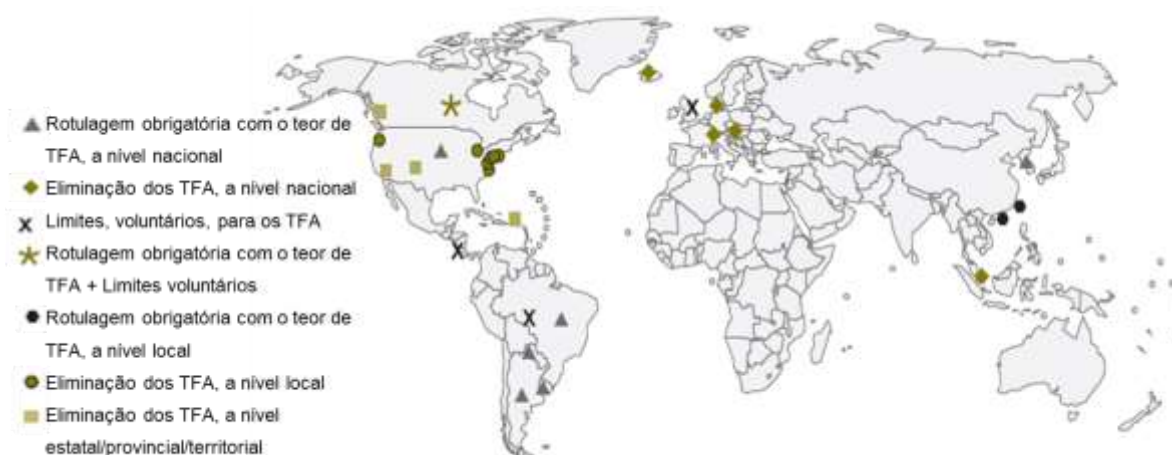 Rotulagem obrigatória com o teor de
TFA, a nível nacional
Eliminação dos TFA, a nível nacional
Limites, voluntários, para os TFA
Rotulagem obrigatória com o teor de
TFA + Limites voluntários
Rotulagem obrigatória com o teor de
TFA, a nível local
Eliminação dos TFA, a nível local
Eliminação dos TFA, a nível
estatal/provincial/territorial